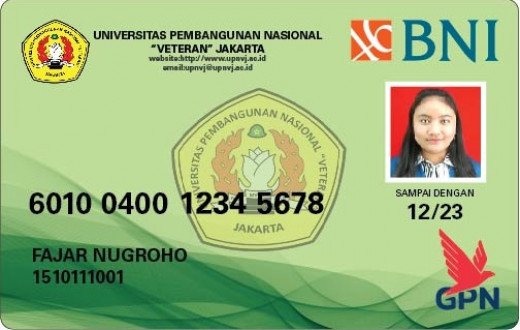 UNIVERSITAS PEMBANGUNAN NASIONAL
"VETERAN" JAKARTA
website:http://www.upnvj.ac.id
email:upnvj@upnvj.ac.id
BNI
UNIVERSITAS PEMBANGUNAN NASIONAL "VETERAN"
JAKARTA
6010 0400 1234 5678
SAMPAI DENGAN
12/23
FAJAR NUGROHO
1510111001
GPN